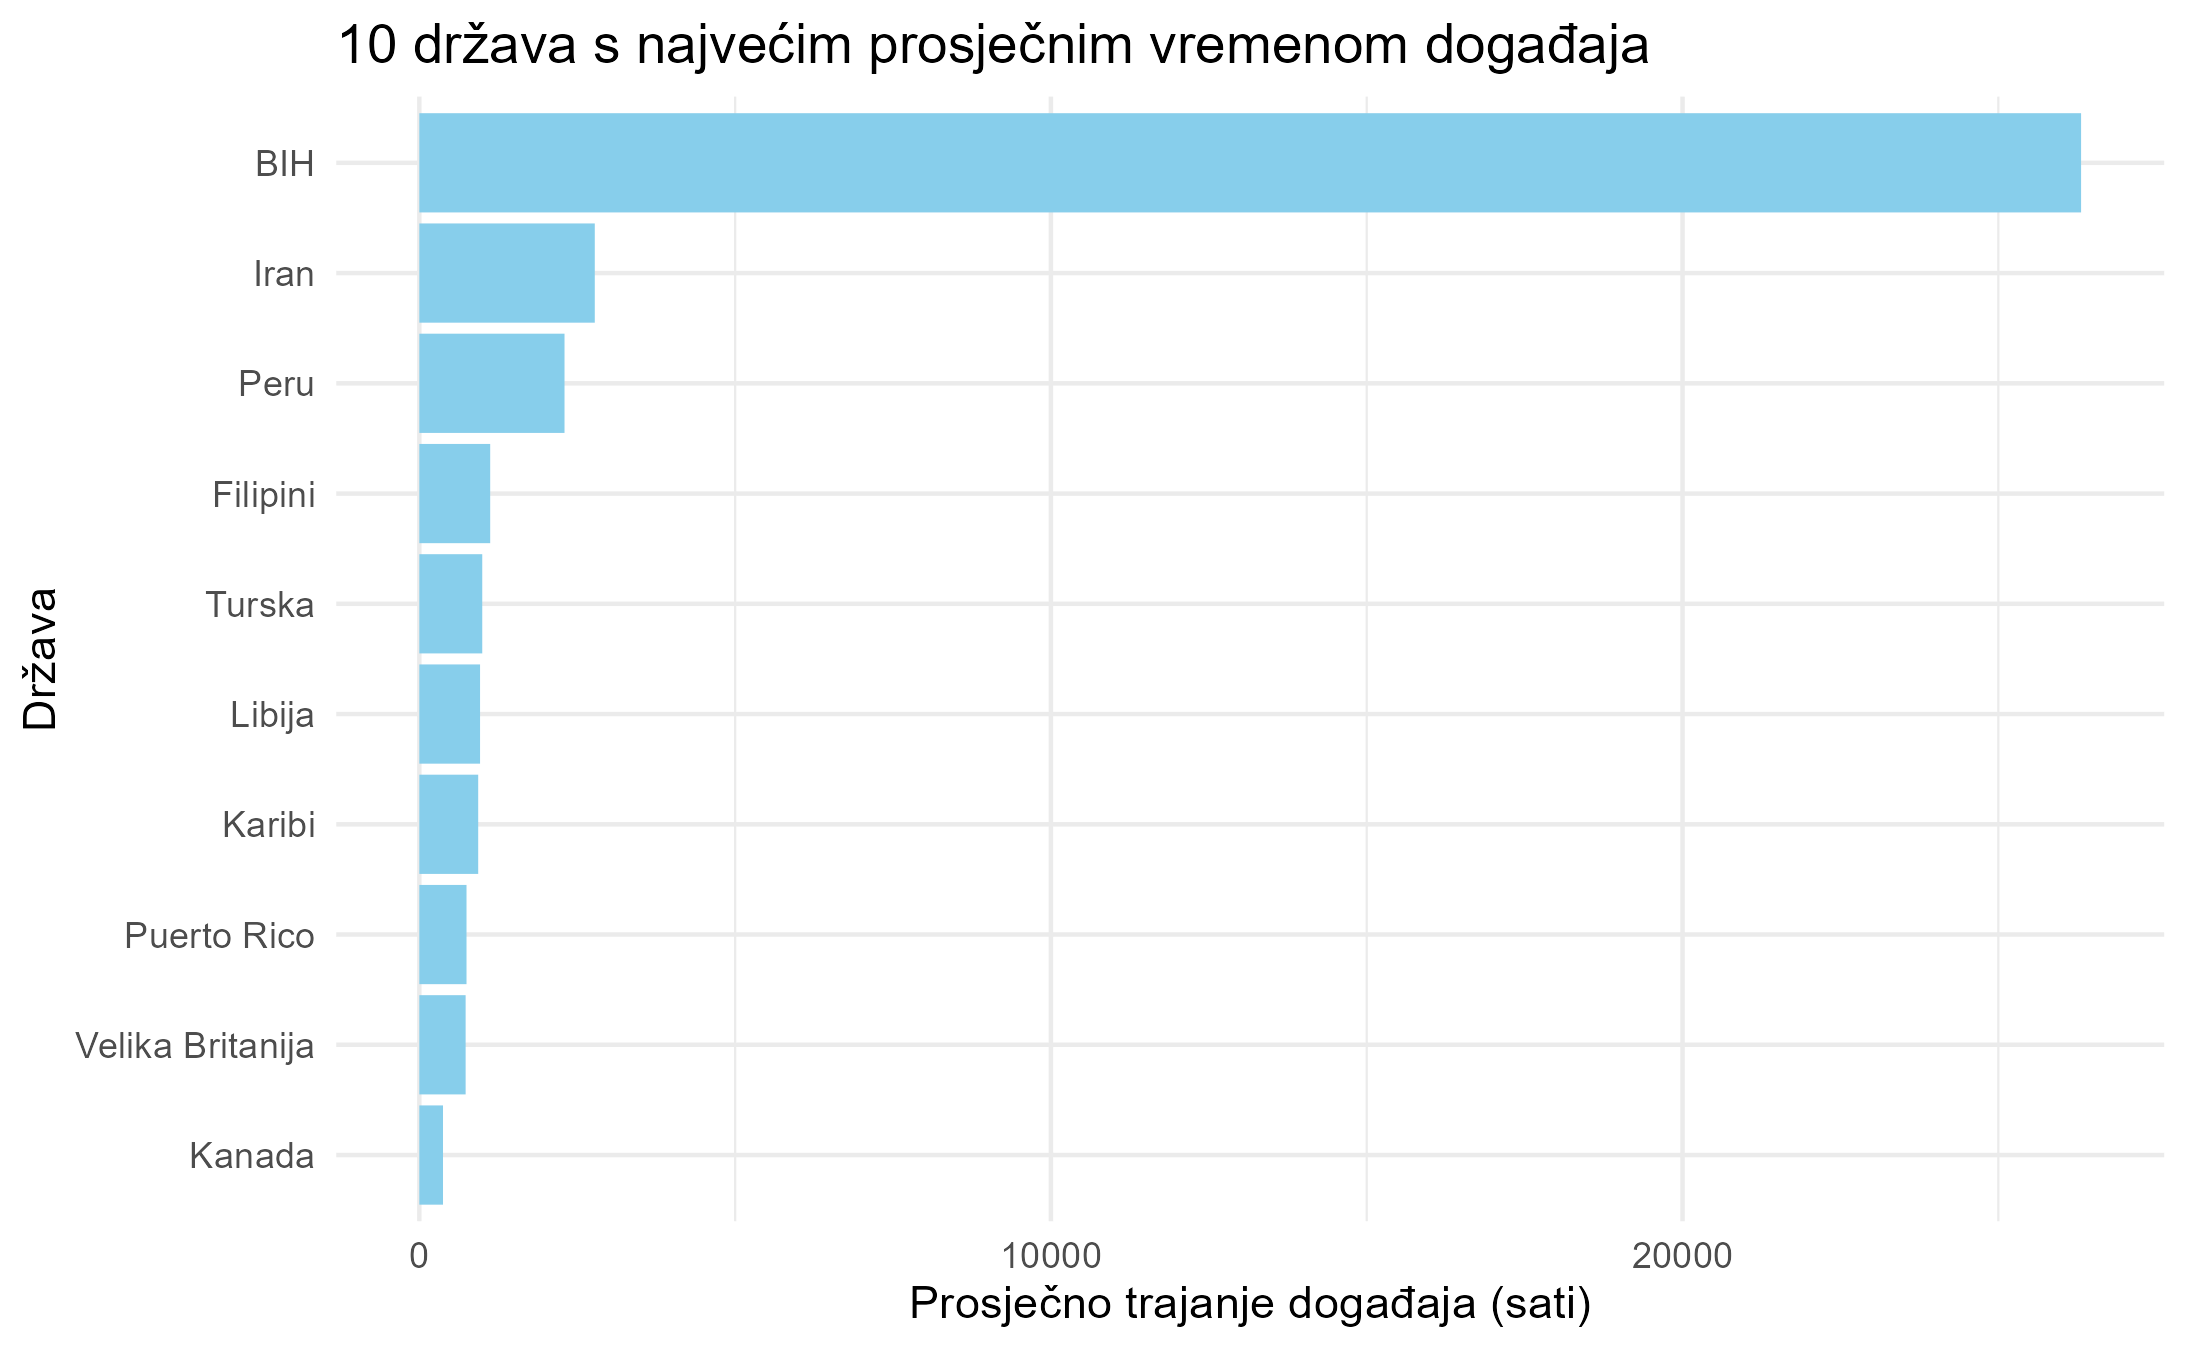 10 država s najvećim prosječnim vremenom događaja
Država
BIH
Iran
Peru
Filipini
Turska
Libija
Karibi
Puerto Rico
Velika Britanija
Kanada
0 10000 20000
Prosječno trajanje događaja (sati)